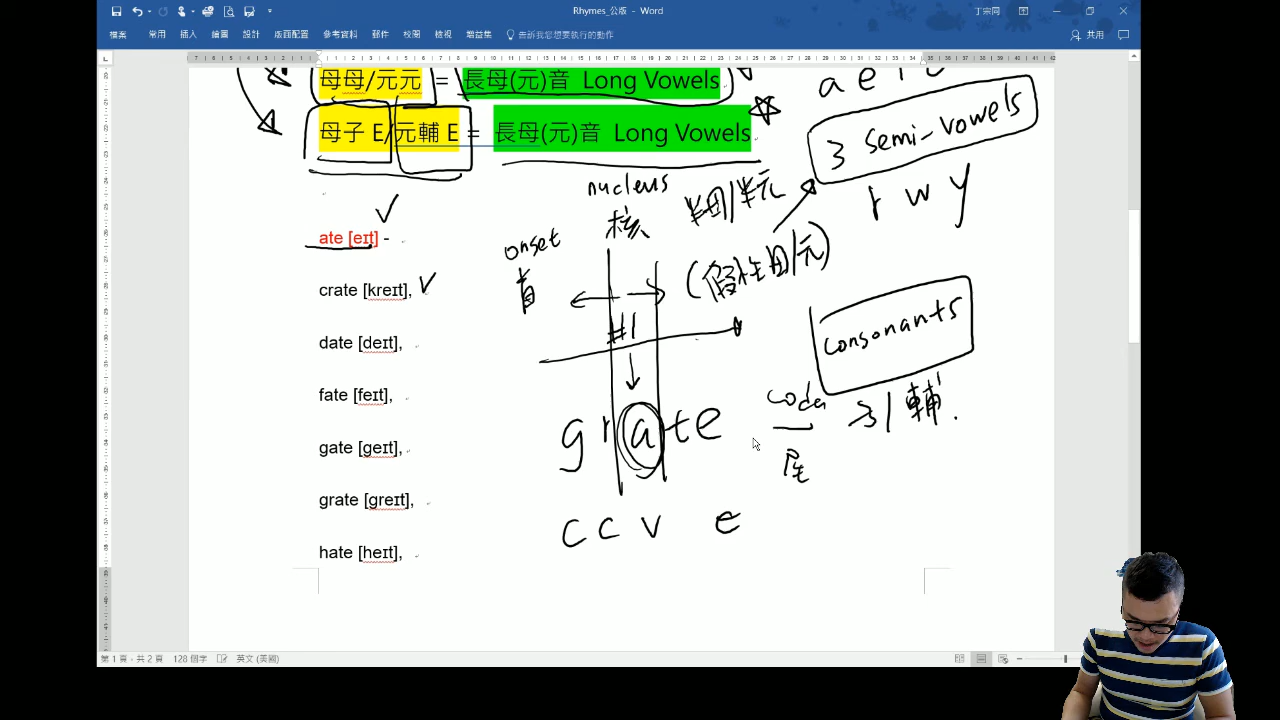 Rhymes_公版 - Word
丁宗同
檔案 常用 插入 繪圖 設計 版面配置 參考資料 郵件 校閱 檢視 增益集 告訴我您想要執行的動作
共用
母母/元元 = 長母(元)音 Long Vowels
a e i
母子 E/元輔 E = 長母(元)音 Long Vowels
3 semi-vowels
r w y
nucleus
核
半母/半元
onset
首
(假性母/元)
ate [eɪt] -
crate [kreɪt],
date [deɪt],
fate [feɪt],
gate [geɪt],
grate [greɪt],
hate [heɪt],
#1
consonants
coda
尾
輔
grate
C C V e
第 1 頁，共 2 頁 128 個字 英文 (美國)